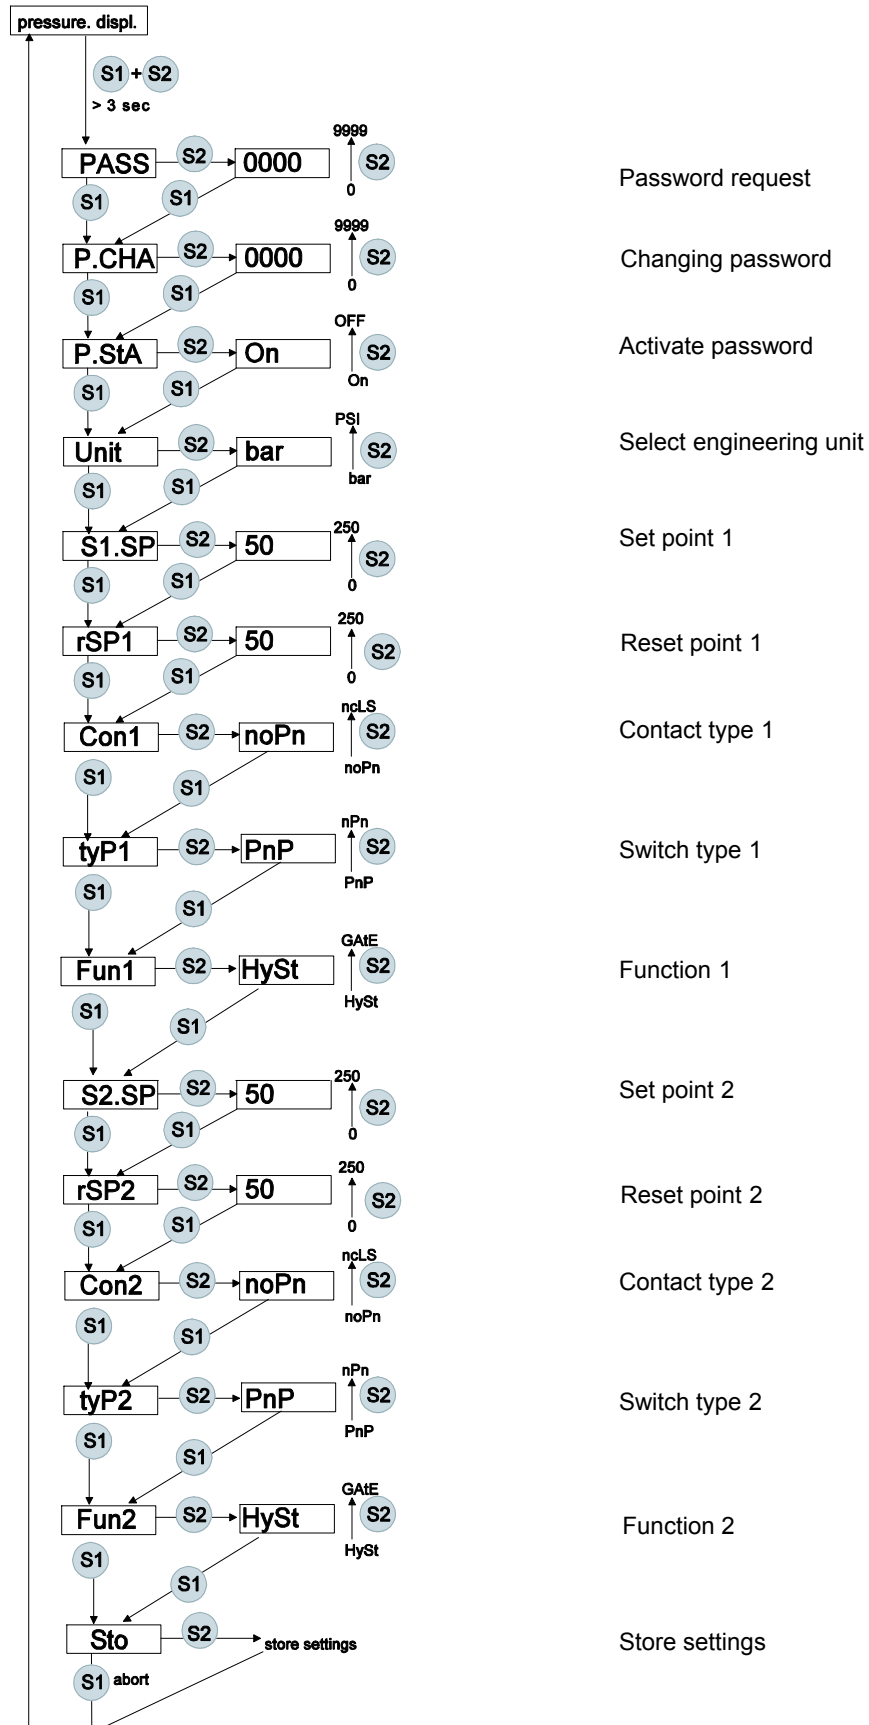 pressure. displ.
S1 + S2
> 3 sec
9999
PASS S2 0000 S2
0
Password request
S1 S1
9999
P.CHA S2 0000 S2
0
Changing password
S1 S1
OFF
P.StA S2 On S2
On
Activate password
S1 S1
PSI
Unit S2 bar S2
bar
Select engineering unit
S1 S1
250
S1.SP S2 50 S2
0
Set point 1
S1 S1
250
rSP1 S2 50 S2
0
Reset point 1
S1 S1
ncLS
Con1 S2 noPn S2
noPn
Contact type 1
S1 S1
nPn
tyP1 S2 PnP S2
PnP
Switch type 1
S1 S1
GAtE
Fun1 S2 HySt S2
HySt
Function 1
S1 S1
250
S2.SP S2 50 S2
0
Set point 2
S1 S1
250
rSP2 S2 50 S2
0
Reset point 2
S1 S1
ncLS
Con2 S2 noPn S2
noPn
Contact type 2
S1 S1
nPn
tyP2 S2 PnP S2
PnP
Switch type 2
S1 S1
GAtE
Fun2 S2 HySt S2
HySt
Function 2
S1 S1
Sto S2 store settings
Store settings
S1 abort